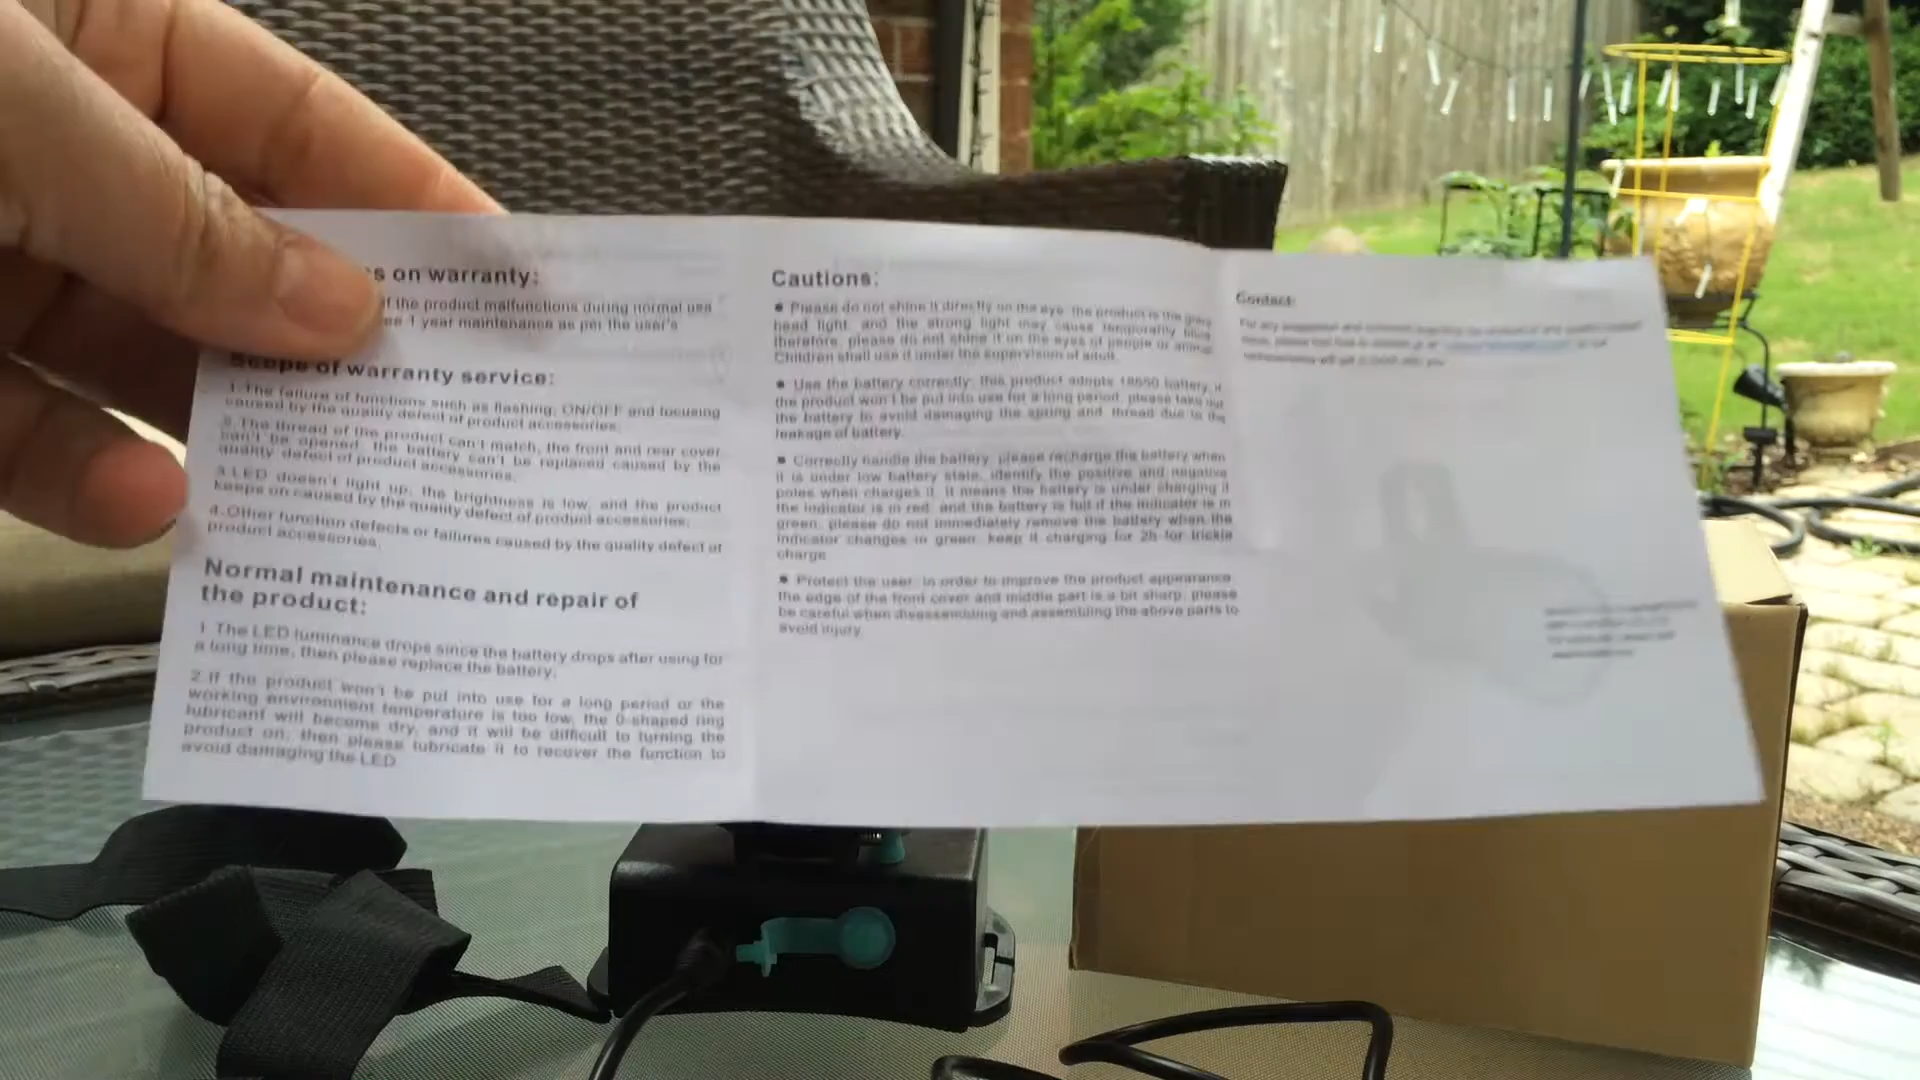 s on warranty:
if the product malfunctions during normal use
1 year maintenance as per the user's
Scope of warranty service:
1.The failure of functions such as flashing, ON/OFF and focusing
caused by the quality defect of product accessories.
2.The thread of the product can't match, the front and rear cover
can't be opened, the battery can't be replaced caused by the
quality defect of product accessories.
3.LED doesn't light up, the brightness is low, and the product
keeps on caused by the quality defect of product accessories.
4.Other function defects or failures caused by the quality defect of
product accessories.
Normal maintenance and repair of
the product:
1.The LED luminance drops since the battery drops after using for
a long time, then please replace the battery.
2.If the product won't be put into use for a long period or the
working environment temperature is too low, the 0-shaped ring
lubricant will become dry, and it will be difficult to turning the
product on, then please lubricate it to recover the function to
avoid damaging the LED
Cautions:
● Please do not shine it directly on the eye: the product is the glary
head light, and the strong light may cause temporarily
therefore, please do not shine it on the eyes of people or
Children shall use it under the supervision of adult.
● Use the battery correctly: this product adopts 18650 battery, if
the product won't be put into use for a long period, please take out
the battery to avoid damaging the spring and thread due to the
leakage of battery.
● Correctly handle the battery: please recharge the battery when
it is under low battery state, identify the positive and negative
poles when charges it. It means the battery is under charging if
the indicator is in red, and the battery is full if the indicator is in
green, please do not immediately remove the battery when the
indicator changes in green, keep it charging for 2h for trickle
charge.
● Protect the user: in order to improve the product appearance,
the edge of the front cover and middle part is a bit sharp, please
be careful when disassembling and assembling the above parts to
avoid injury.
Contact: